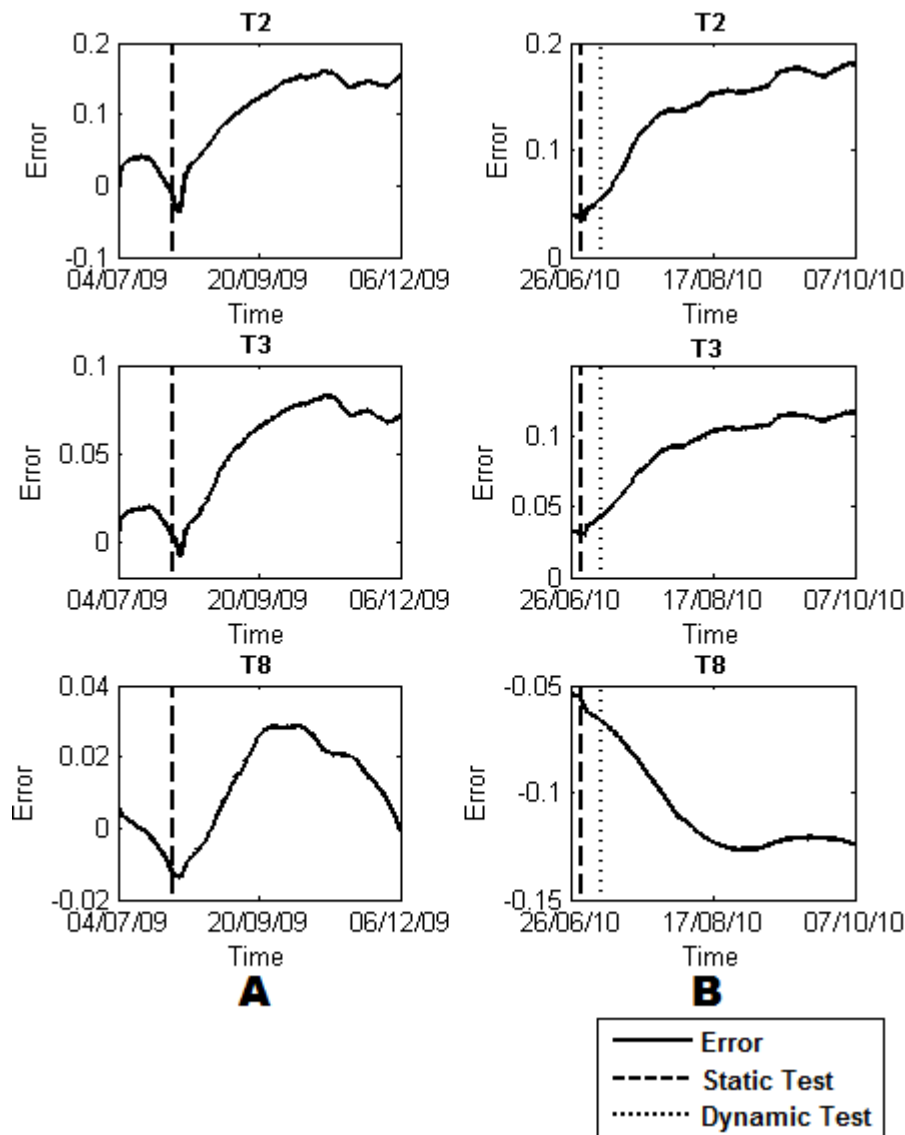 T2
0.2
0.1
0
-0.1
Error
04/07/09 20/09/09 06/12/09
Time
T2
0.2
0.1
0
Error
26/06/10 17/08/10 07/10/10
Time
T3
0.1
0.05
0
Error
04/07/09 20/09/09 06/12/09
Time
T3
0.1
0.05
0
Error
26/06/10 17/08/10 07/10/10
Time
T8
0.04
0.02
0
-0.02
Error
04/07/09 20/09/09 06/12/09
Time
T8
-0.05
-0.1
-0.15
Error
26/06/10 17/08/10 07/10/10
Time
A
B
Error
Static Test
Dynamic Test